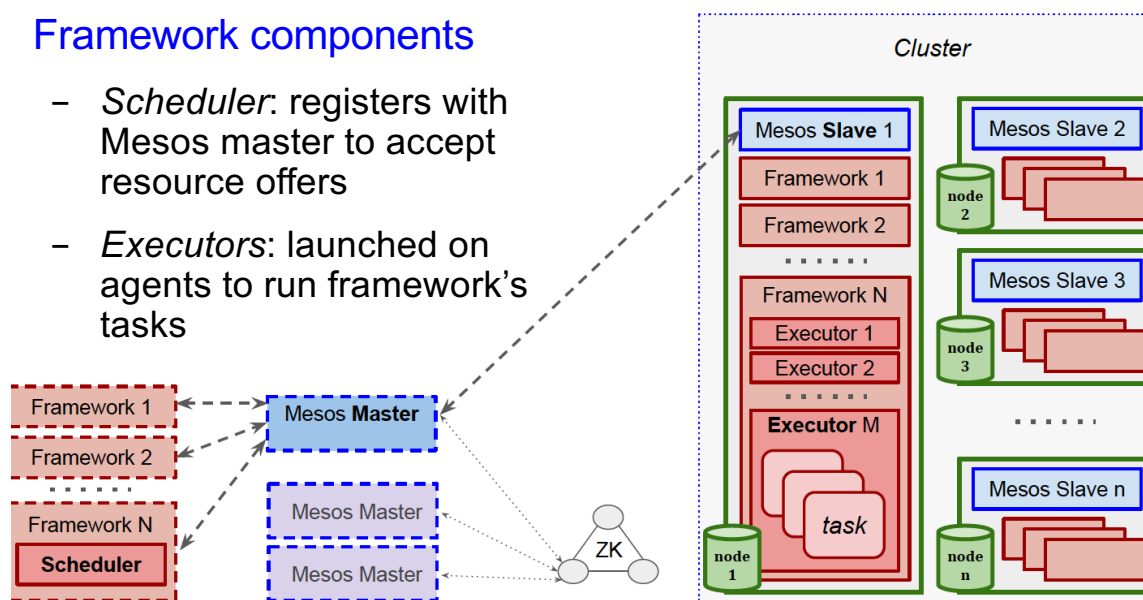 Framework components
– Scheduler: registers with
Mesos master to accept
resource offers
– Executors: launched on
agents to run framework's
tasks
Framework 1
Framework 2
......
Framework N
Scheduler
Mesos Master
Mesos Master
Mesos Master
ZK
Cluster
Mesos Slave 1
Framework 1
Framework 2
......
Framework N
Executor 1
Executor 2
......
Executor M
task
node
1
Mesos Slave 2
node
2
Mesos Slave 3
node
3
......
Mesos Slave n
node
n